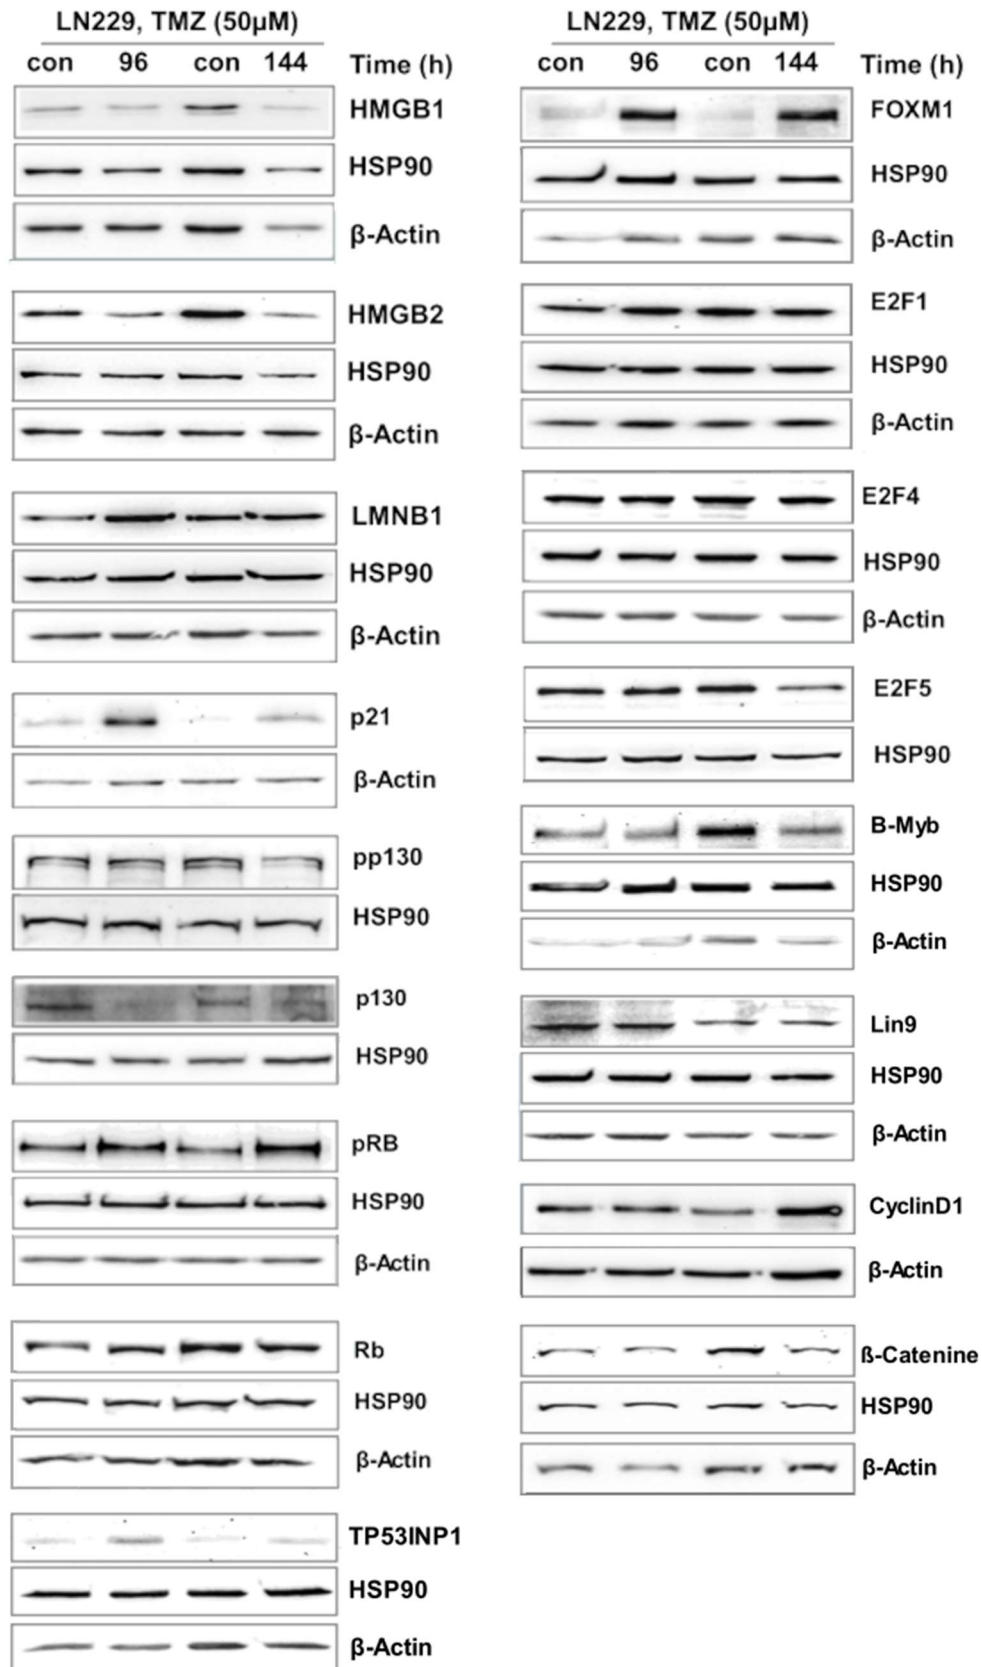 LN229, TMZ (50µM)
con 96 con 144 Time (h)
HMGB1
HSP90
β-Actin
HMGB2
HSP90
β-Actin
LMNB1
HSP90
β-Actin
p21
β-Actin
pp130
HSP90
p130
HSP90
pRB
HSP90
β-Actin
Rb
HSP90
β-Actin
TP53INP1
HSP90
β-Actin
LN229, TMZ (50µM)
con 96 con 144 Time (h)
FOXM1
HSP90
β-Actin
E2F1
HSP90
β-Actin
E2F4
HSP90
β-Actin
E2F5
HSP90
B-Myb
HSP90
β-Actin
Lin9
HSP90
β-Actin
CyclinD1
β-Actin
ß-Catenine
HSP90
β-Actin